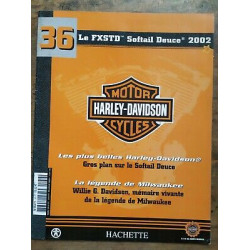 36
Le FXSTD™ Softail Deuce® 2002
MOTOR
HARLEY-DAVIDSON
CYCLES
Les plus belles Harley-Davidson®
Gros plan sur le Softail Deuce
La légende de Milwaukee
Willie G. Davidson, mémoire vivante
de la légende de Milwaukee
HACHETTE